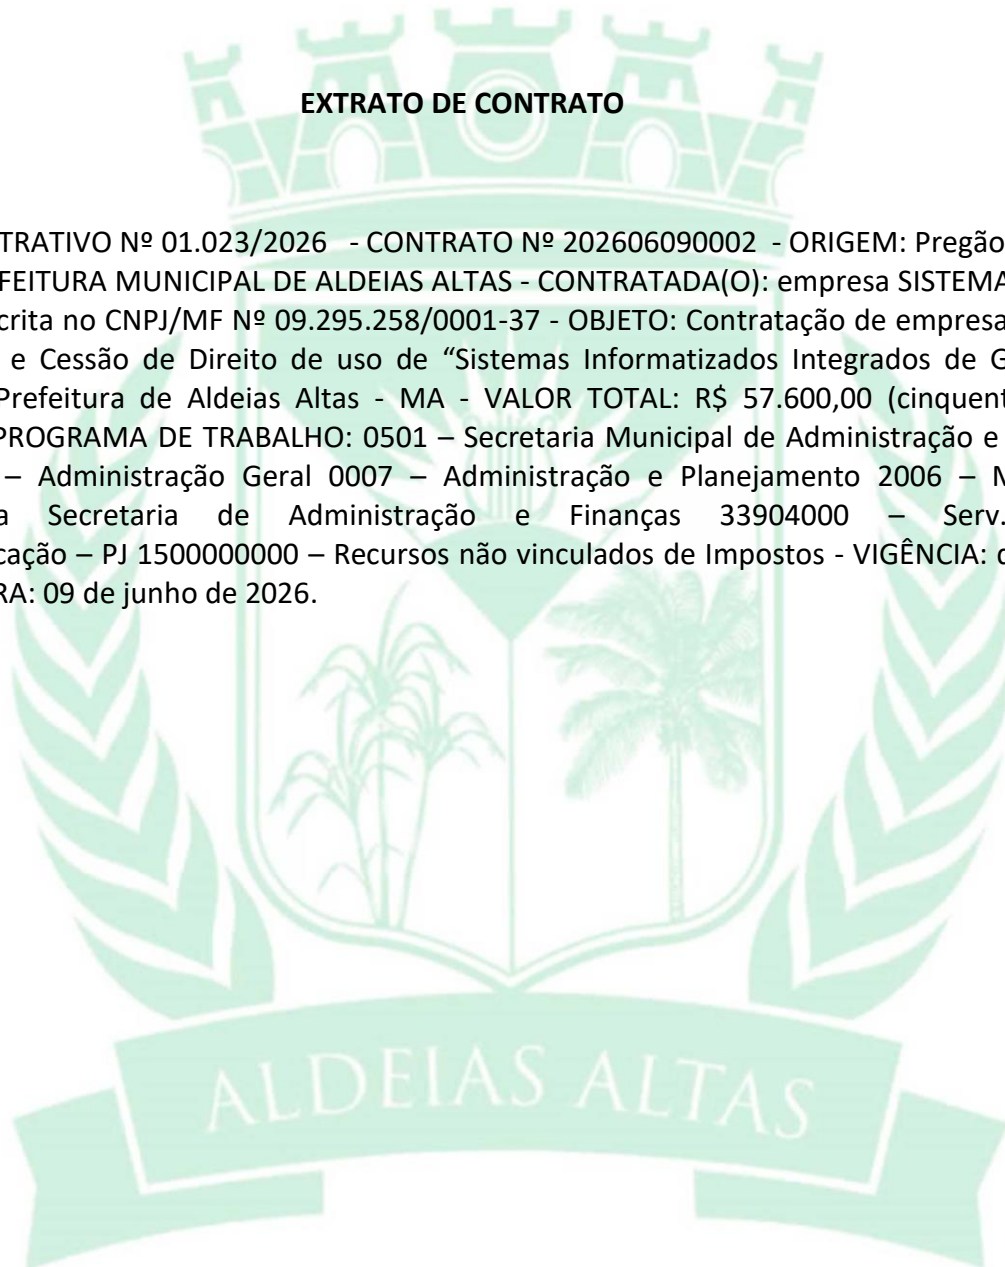 EXTRATO DE CONTRATO
TRATIVO Nº 01.023/2026 - CONTRATO Nº 202606090002 - ORIGEM: Pregão
FEITURA MUNICIPAL DE ALDEIAS ALTAS - CONTRATADA(O): empresa SISTEMA
crita no CNPJ/MF Nº 09.295.258/0001-37 - OBJETO: Contratação de empresa
e Cessão de Direito de uso de “Sistemas Informatizados Integrados de G
Prefeitura de Aldeias Altas - MA - VALOR TOTAL: R$ 57.600,00 (cinquent
PROGRAMA DE TRABALHO: 0501 – Secretaria Municipal de Administração e
– Administração Geral 0007 – Administração e Planejamento 2006 – M
a Secretaria de Administração e Finanças 33904000 – Serv.
cação – PJ 1500000000 – Recursos não vinculados de Impostos - VIGÊNCIA: d
RA: 09 de junho de 2026.
ALDEIAS ALTAS